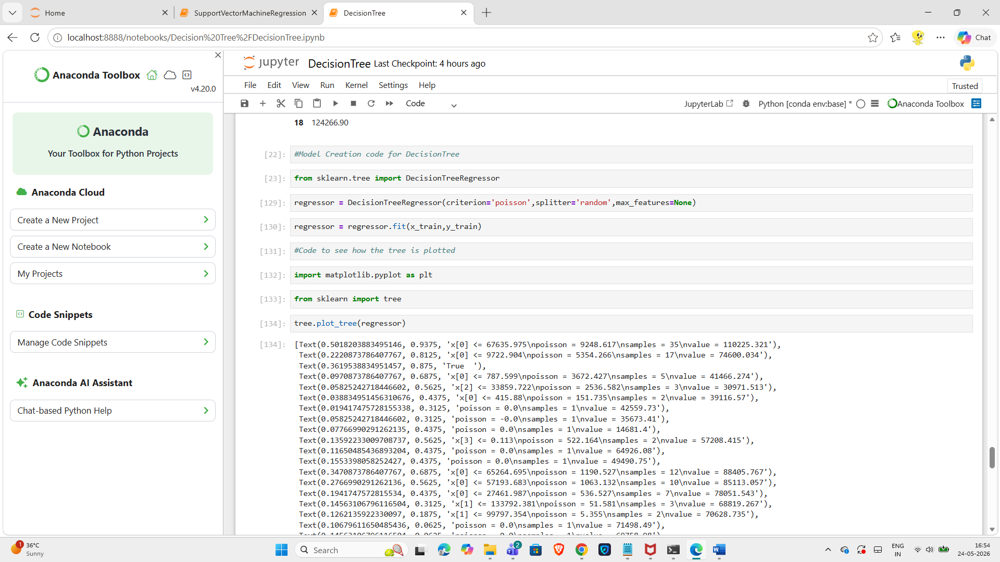 Home
SupportVectorMachineRegression
DecisionTree
localhost:8888/notebooks/Decision%20Tree%2FDecisionTree.ipynb
Chat
Anaconda Toolbox
v4.20.0
Anaconda
Your Toolbox for Python Projects
Anaconda Cloud
Create a New Project
Create a New Notebook
My Projects
Code Snippets
Manage Code Snippets
Anaconda AI Assistant
Chat-based Python Help
jupyter DecisionTree Last Checkpoint: 4 hours ago
File Edit View Run Kernel Settings Help
Trusted
Code
JupyterLab Python [conda env:base] * Anaconda Toolbox
18 124266.90
[22]: #Model Creation code for DecisionTree
[23]: from sklearn.tree import DecisionTreeRegressor
[129]: regressor = DecisionTreeRegressor(criterion='poisson',splitter='random',max_features=None)
[130]: regressor = regressor.fit(x_train,y_train)
[131]: #Code to see how the tree is plotted
[132]: import matplotlib.pyplot as plt
[133]: from sklearn import tree
[134]: tree.plot_tree(regressor)
[134]: [Text(0.5018203883495146, 0.9375, 'x[0] <= 67635.975\npoisson = 9248.617\nsamples = 35\nvalue = 110225.321'),
Text(0.2220873786407767, 0.8125, 'x[0] <= 9722.904\npoisson = 5354.266\nsamples = 17\nvalue = 74600.034'),
Text(0.3619538834951457, 0.875, 'True  '),
Text(0.0970873786407767, 0.6875, 'x[0] <= 787.599\npoisson = 3672.427\nsamples = 5\nvalue = 41466.274'),
Text(0.05825242718446602, 0.5625, 'x[2] <= 33859.722\npoisson = 2536.582\nsamples = 3\nvalue = 30971.513'),
Text(0.038834951456310676, 0.4375, 'x[0] <= 415.88\npoisson = 151.735\nsamples = 2\nvalue = 39116.57'),
Text(0.019417475728155338, 0.3125, 'poisson = 0.0\nsamples = 1\nvalue = 42559.73'),
Text(0.05825242718446602, 0.3125, 'poisson = -0.0\nsamples = 1\nvalue = 35673.41'),
Text(0.07766990291262135, 0.4375, 'poisson = 0.0\nsamples = 1\nvalue = 14681.4'),
Text(0.13592233009708737, 0.5625, 'x[3] <= 0.113\npoisson = 522.164\nsamples = 2\nvalue = 57208.415'),
Text(0.11650485436893204, 0.4375, 'poisson = 0.0\nsamples = 1\nvalue = 64926.08'),
Text(0.1553398058252427, 0.4375, 'poisson = 0.0\nsamples = 1\nvalue = 49490.75'),
Text(0.3470873786407767, 0.6875, 'x[0] <= 65264.695\npoisson = 1190.527\nsamples = 12\nvalue = 88405.767'),
Text(0.2766990291262136, 0.5625, 'x[0] <= 57193.683\npoisson = 1063.132\nsamples = 10\nvalue = 85113.057'),
Text(0.1941747572815534, 0.4375, 'x[0] <= 27461.987\npoisson = 536.527\nsamples = 7\nvalue = 78051.543'),
Text(0.14563106796116504, 0.3125, 'x[1] <= 133792.381\npoisson = 51.581\nsamples = 3\nvalue = 68819.267'),
Text(0.1262135922330097, 0.1875, 'x[1] <= 99797.354\npoisson = 5.355\nsamples = 2\nvalue = 70628.735'),
Text(0.10679611650485436, 0.0625, 'poisson = 0.0\nsamples = 1\nvalue = 71498.49'),
1
36°C
Sunny
Search
2
ENG
IN
16:54
24-05-2026